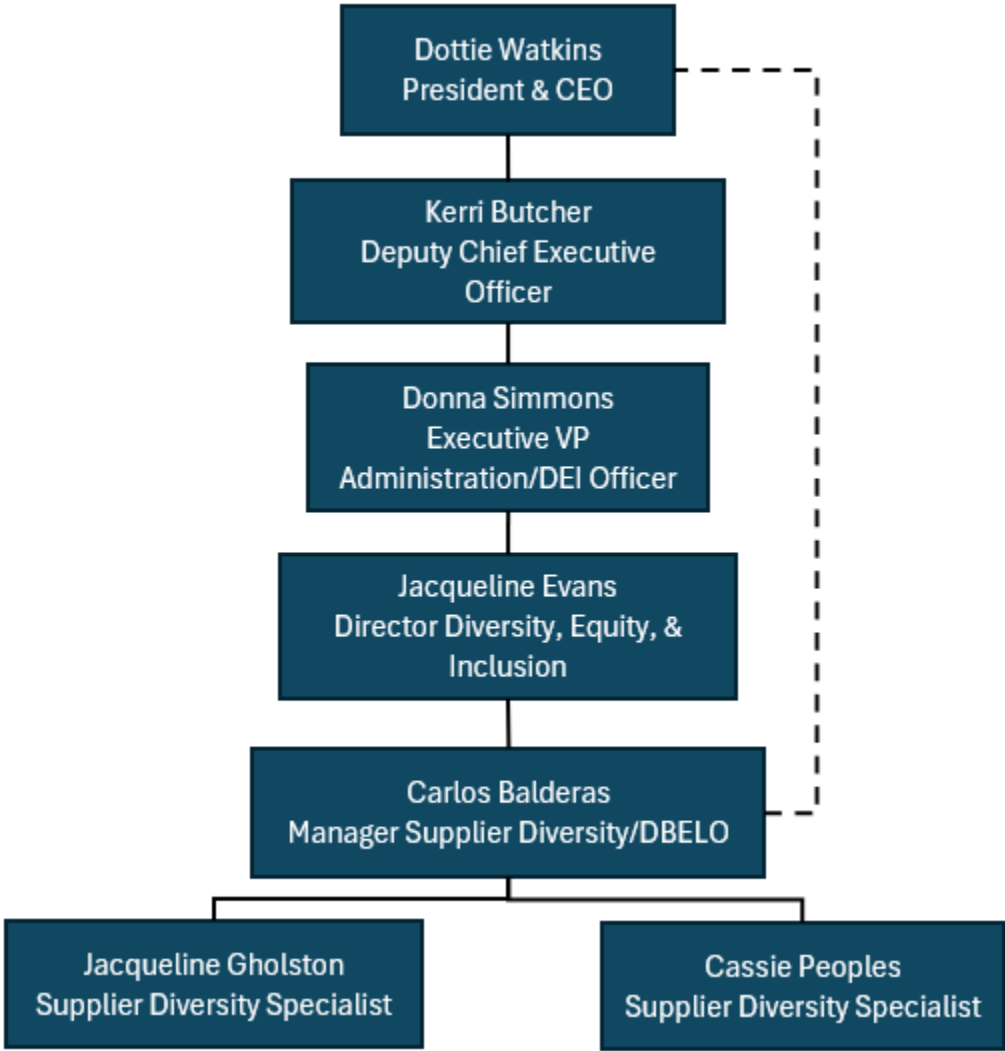 Dottie Watkins
President & CEO
Kerri Butcher
Deputy Chief Executive
Officer
Donna Simmons
Executive VP
Administration/DEI Officer
Jacqueline Evans
Director Diversity, Equity, &
Inclusion
Carlos Balderas
Manager Supplier Diversity/DBELO
Jacqueline Gholston
Supplier Diversity Specialist
Cassie Peoples
Supplier Diversity Specialist